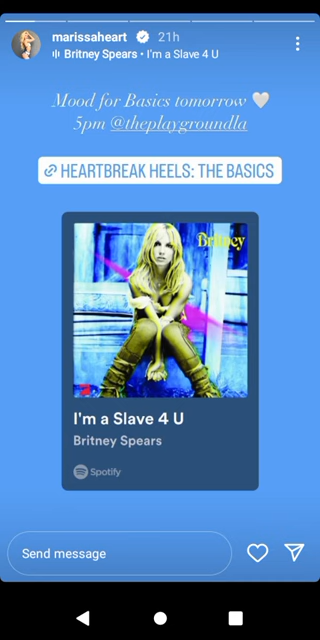 marissaheart 21h
Britney Spears • I'm a Slave 4 U
Mood for Basics tomorrow 🤍
5pm @theplaygroundla
HEARTBREAK HEELS: THE BASICS
Britney
I'm a Slave 4 U
Britney Spears
Spotify
Send message